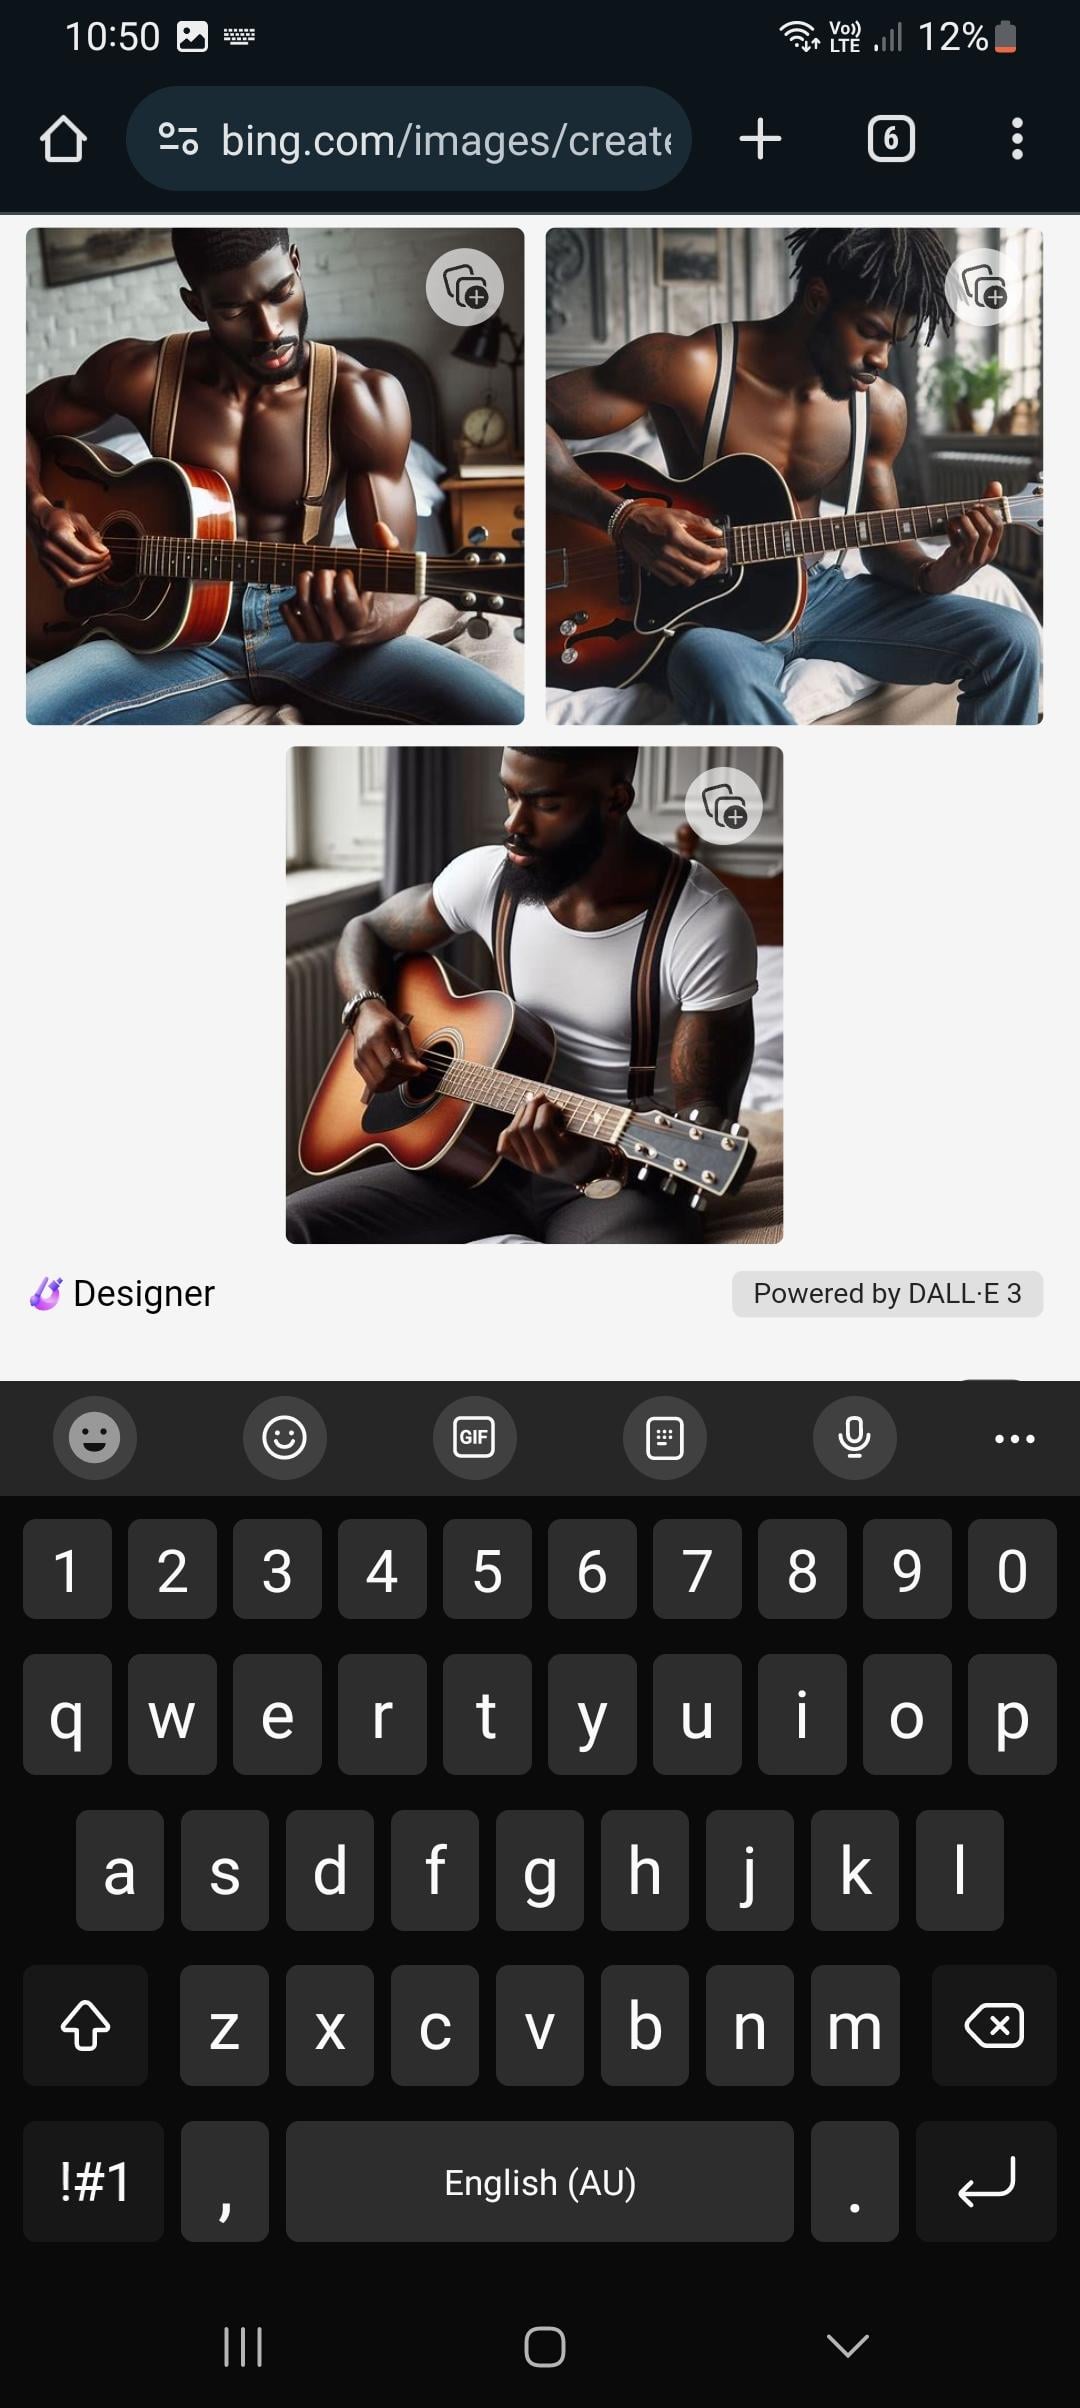 10:50
Vo))
LTE
12%
bing.com/images/create
6
Designer
Powered by DALL·E 3
GIF
1 2 3 4 5 6 7 8 9 0
q w e r t y u i o p
a s d f g h j k l
z x c v b n m
!#1 , English (AU) .